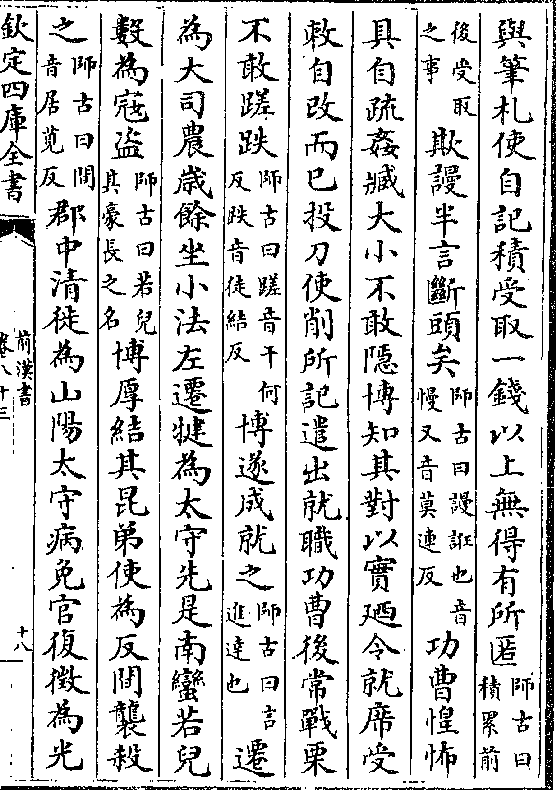 與筆札使自記積受取一錢以上無得有所匿師古曰積累前
後受取之事欺謾半言斷頭矣師古曰謾誑也音慢又音莫連反功曹惶怖
具自疏姦臧大小不敢隱博知其對以實廼令就席受
敕自改而已投刀使削所記遣出就職功曹後常戰栗
不敢蹉跌師古曰蹉音千何反跌音徒結反博遂成就之師古曰言進達也遷
為大司農歲餘坐小法左遷犍為太守先是南蠻若兒
數為寇盜師古曰若兒其豪長之名博厚結其昆弟使為反間襲殺
之師古曰間音居莧反郡中清徙為山陽太守病免官復徵為光
欽定四庫全書
前漢書
卷八十三
十八